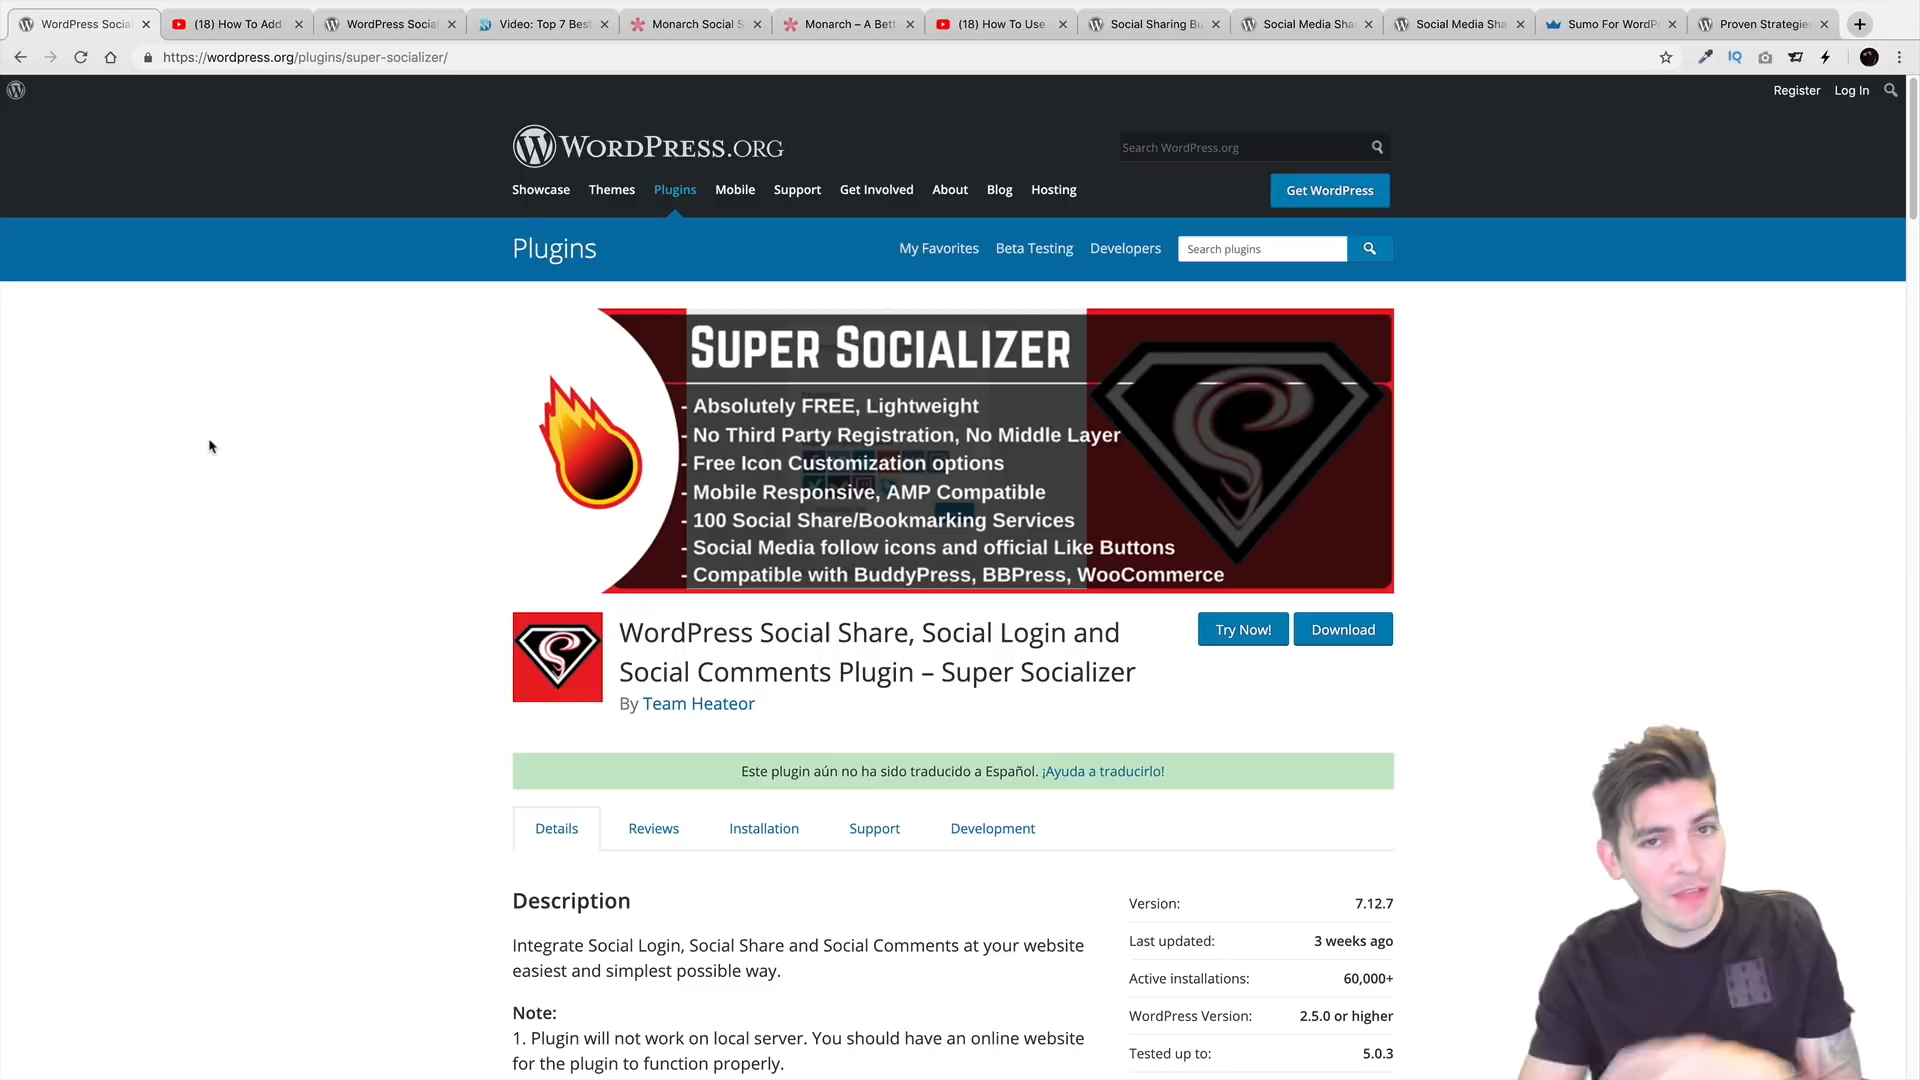 WordPress Socia
(18) How To Add
WordPress Social
Video: Top 7 Best
Monarch Social S
Monarch – A Bett
(18) How To Use
Social Sharing Bu
Social Media Sha
Social Media Sha
Sumo For WordPr
Proven Strategies
https://wordpress.org/plugins/super-socializer/
IQ
Register Log In
WORDPRESS.ORG
Search WordPress.org
Showcase Themes Plugins Mobile Support Get Involved About Blog Hosting
Get WordPress
Plugins
My Favorites Beta Testing Developers
Search plugins
SUPER SOCIALIZER
- Absolutely FREE, Lightweight
- No Third Party Registration, No Middle Layer
- Free Icon Customization options
- Mobile Responsive, AMP Compatible
- 100 Social Share/Bookmarking Services
- Social Media follow icons and official Like Buttons
- Compatible with BuddyPress, BBPress, WooCommerce
WordPress Social Share, Social Login and
Social Comments Plugin – Super Socializer
By Team Heateor
Try Now!
Download
Este plugin aún no ha sido traducido a Español. ¡Ayuda a traducirlo!
Details Reviews Installation Support Development
Description
Integrate Social Login, Social Share and Social Comments at your website
easiest and simplest possible way.
Note:
1. Plugin will not work on local server. You should have an online website
for the plugin to function properly.
Version: 7.12.7
Last updated: 3 weeks ago
Active installations: 60,000+
WordPress Version: 2.5.0 or higher
Tested up to: 5.0.3